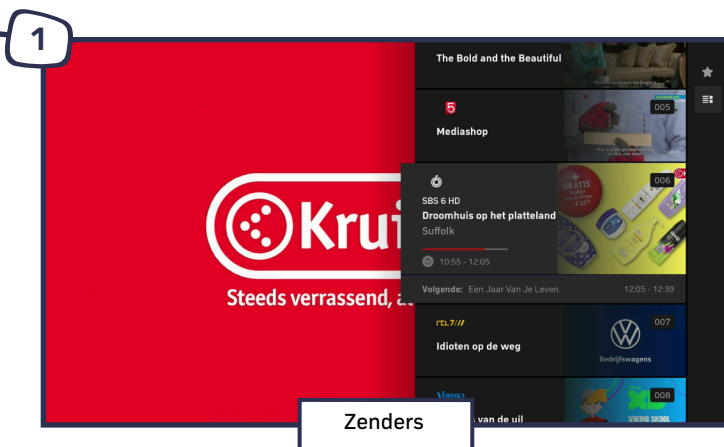 1
The Bold and the Beautiful
5
005
Mediashop
6
006
SBS 6 HD
Droomhuis op het platteland
Suffolk
10:55 - 12:05
GRATIS
Krui
Steeds verrassend, a
Volgende: Een Jaar Van Je Leven 12:05 - 12:39
rtl7
007
Idioten op de weg
Bedrijfswagens
Veronica
008
van de uil
VIKING SKOOL
Zenders